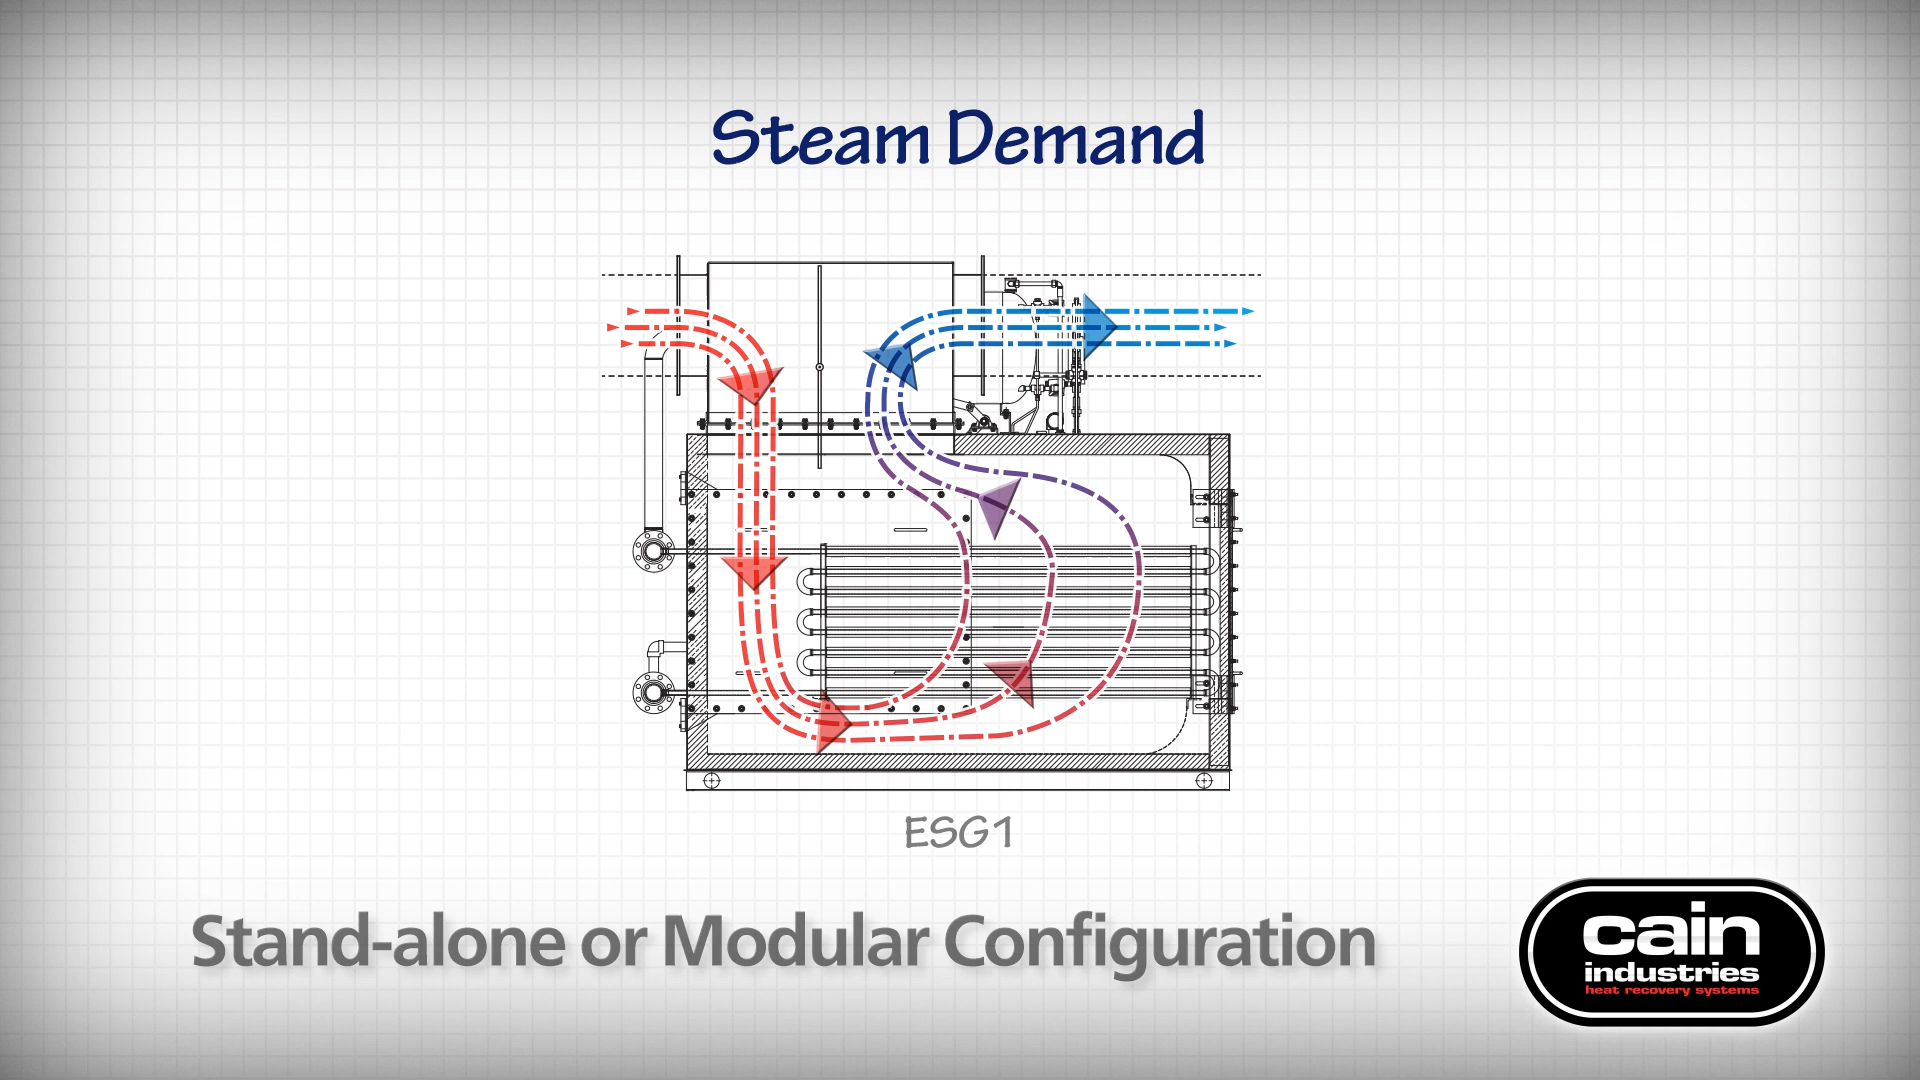 Steam Demand
ESG1
Stand-alone or Modular Configuration
cain
industries
heat recovery systems